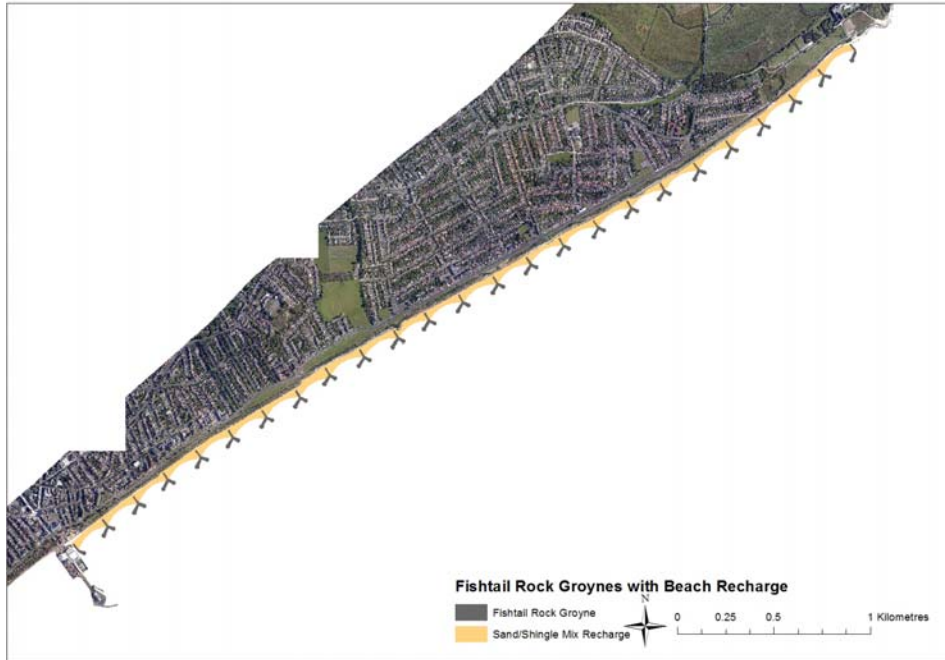 Fishtail Rock Groynes with Beach Recharge
Fishtail Rock Groyne
Sand/Shingle Mix Recharge
N
0 0.25 0.5 1 Kilometres